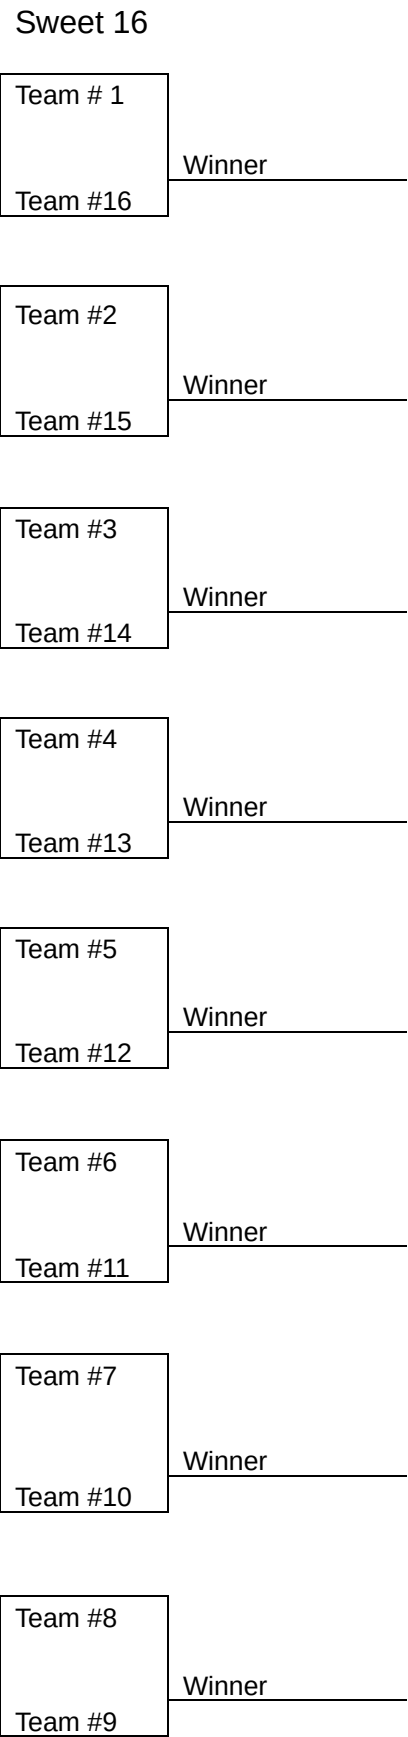 Sweet 16
Team # 1
Winner
Team #16
Team #2
Winner
Team #15
Team #3
Winner
Team #14
Team #4
Winner
Team #13
Team #5
Winner
Team #12
Team #6
Winner
Team #11
Team #7
Winner
Team #10
Team #8
Winner
Team #9